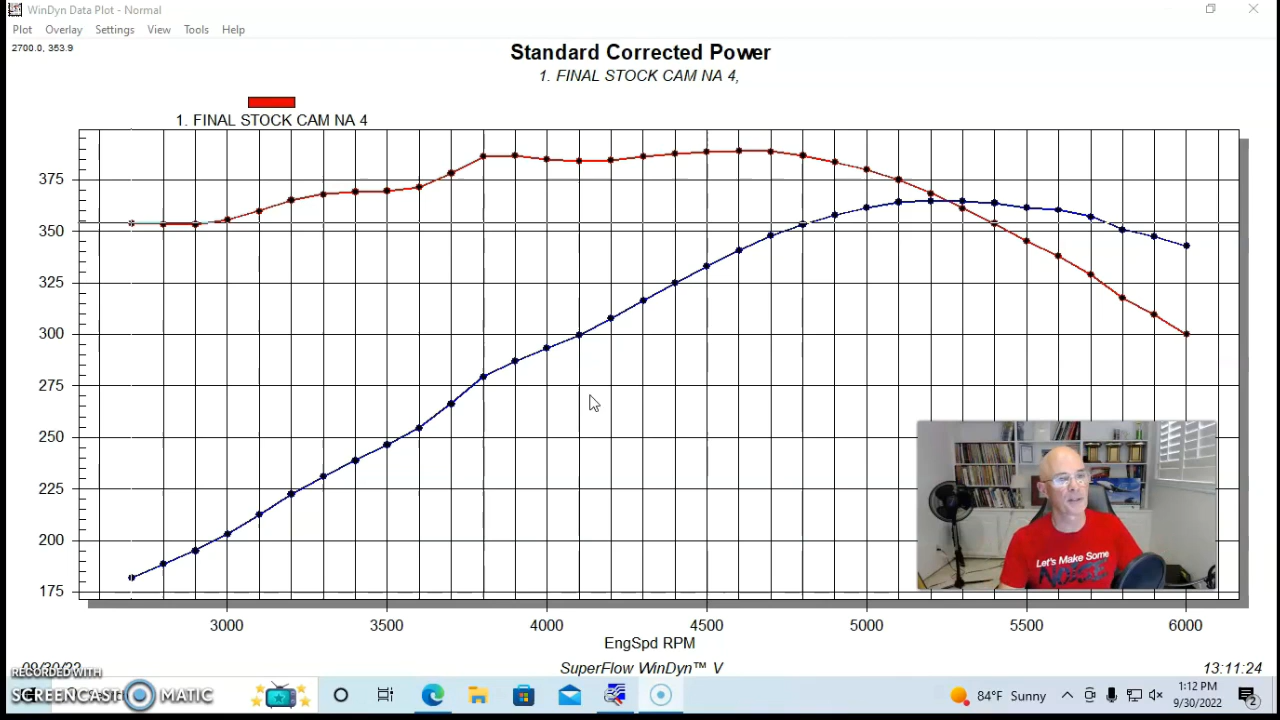 WinDyn Data Plot - Normal
Plot Overlay Settings View Tools Help
2700.0, 353.9
Standard Corrected Power
1. FINAL STOCK CAM NA 4,
1. FINAL STOCK CAM NA 4
375
350
325
300
275
250
225
200
175
3000 3500 4000 4500 5000 5500 6000
EngSpd RPM
Let's Make Some
NOISE
SuperFlow WinDyn™ V
13:11:24
RECORDED WITH
SCREENCAST MATIC
84°F Sunny
1:12 PM
9/30/2022
2